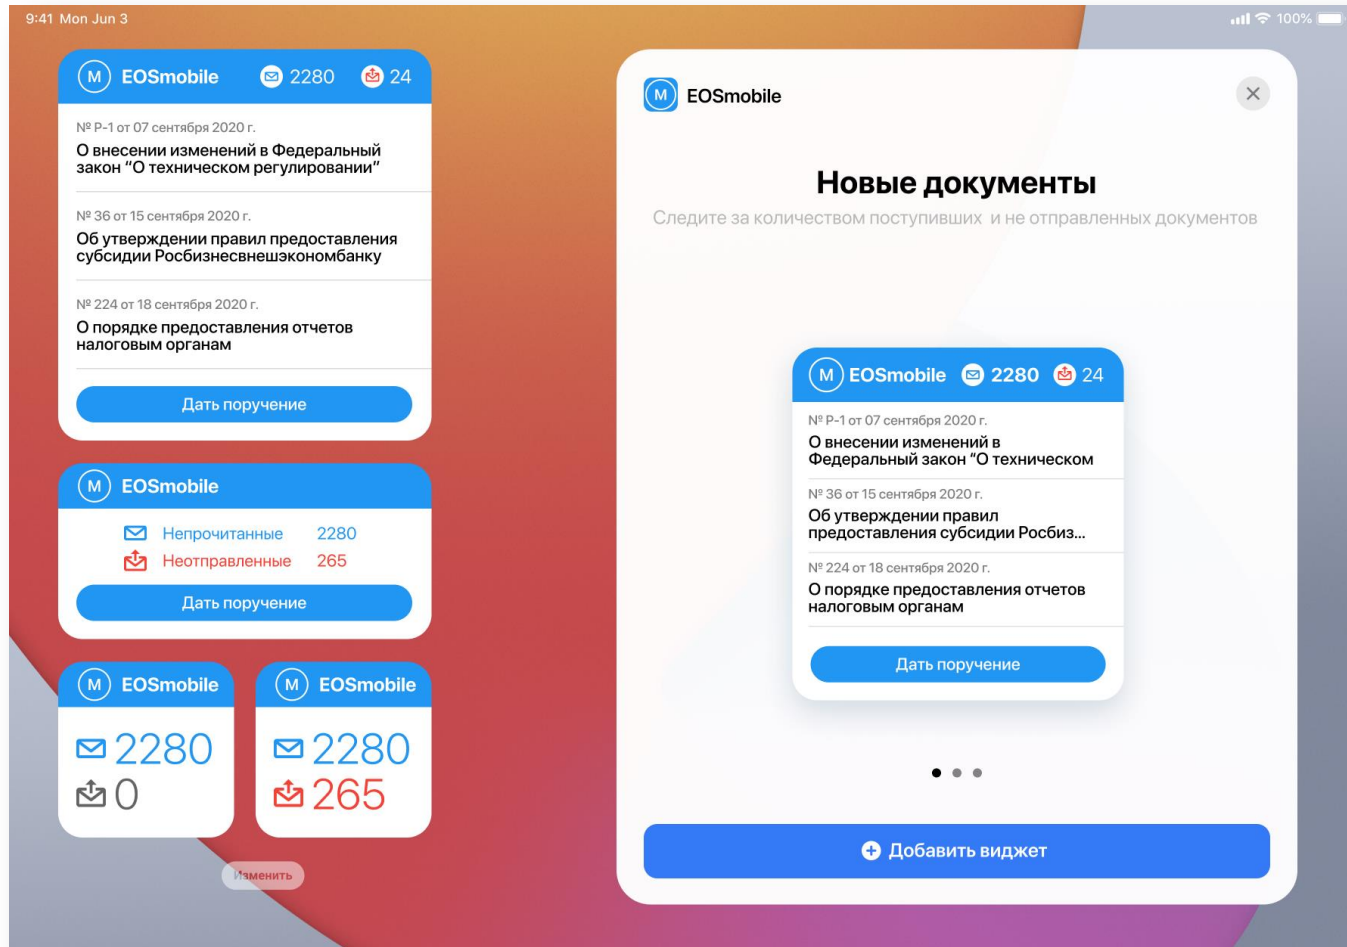 9:41 Mon Jun 3
100%
M EOSmobile 2280 24
№ Р-1 от 07 сентября 2020 г.
О внесении изменений в Федеральный
закон “О техническом регулировании”
№ 36 от 15 сентября 2020 г.
Об утверждении правил предоставления
субсидии Росбизнесвнешэкономбанку
№ 224 от 18 сентября 2020 г.
О порядке предоставления отчетов
налоговым органам
Дать поручение
M EOSmobile
Непрочитанные 2280
Неотправленные 265
Дать поручение
M EOSmobile
2280
0
M EOSmobile
2280
265
Изменить
M EOSmobile
Новые документы
Следите за количеством поступивших и не отправленных документов
M EOSmobile 2280 24
№ Р-1 от 07 сентября 2020 г.
О внесении изменений в
Федеральный закон “О техническом
№ 36 от 15 сентября 2020 г.
Об утверждении правил
предоставления субсидии Росбиз...
№ 224 от 18 сентября 2020 г.
О порядке предоставления отчетов
налоговым органам
Дать поручение
Добавить виджет